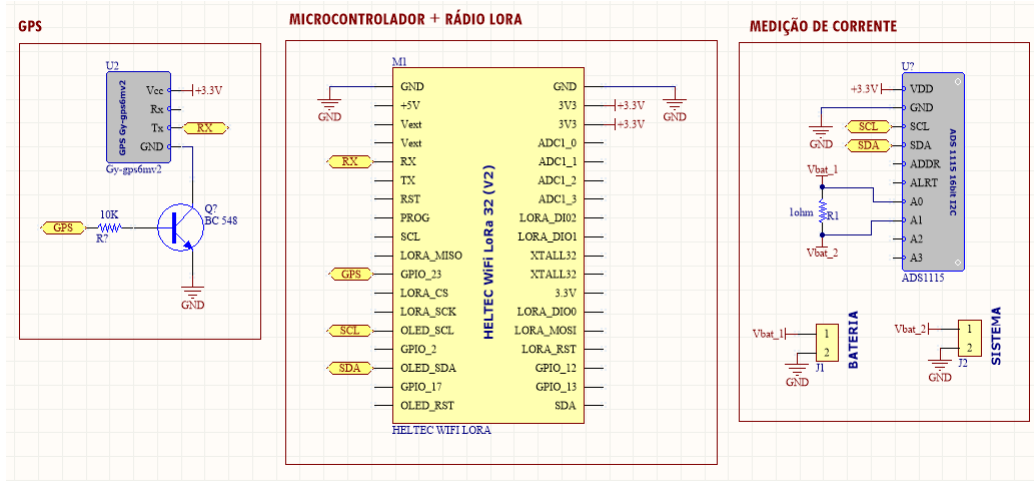 GPS
U2
GPS Gy-gps6mv2
Vcc
+3.3V
Rx
Tx
RX
GND
Gy-gps6mv2
GPS
10K
R?
Q?
BC 548
GND
MICROCONTROLADOR + RÁDIO LORA
M1
HELTEC WiFi LoRa 32 (V2)
GND
GND
+5V
Vext
Vext
RX
RX
TX
RST
PROG
SCL
LORA_MISO
GPS
GPIO_23
LORA_CS
LORA_SCK
SCL
OLED_SCL
GPIO_2
SDA
OLED_SDA
GPIO_17
OLED_RST
GND
GND
3V3
+3.3V
3V3
+3.3V
ADC1_0
ADC1_1
ADC1_2
ADC1_3
LORA_DI02
LORA_DIO1
XTALL32
XTALL32
3.3V
LORA_DIO0
LORA_MOSI
LORA_RST
GPIO_12
GPIO_13
SDA
HELTEC WIFI LORA
MEDIÇÃO DE CORRENTE
U?
ADS 1115 16bit I2C
+3.3V
VDD
GND
GND
SCL
SCL
SDA
SDA
ADDR
ALRT
A0
A1
A2
A3
ADS1115
Vbat_1
1ohm
R1
Vbat_2
Vbat_1
1
2
GND
J1
BATERIA
Vbat_2
1
2
GND
J2
SISTEMA